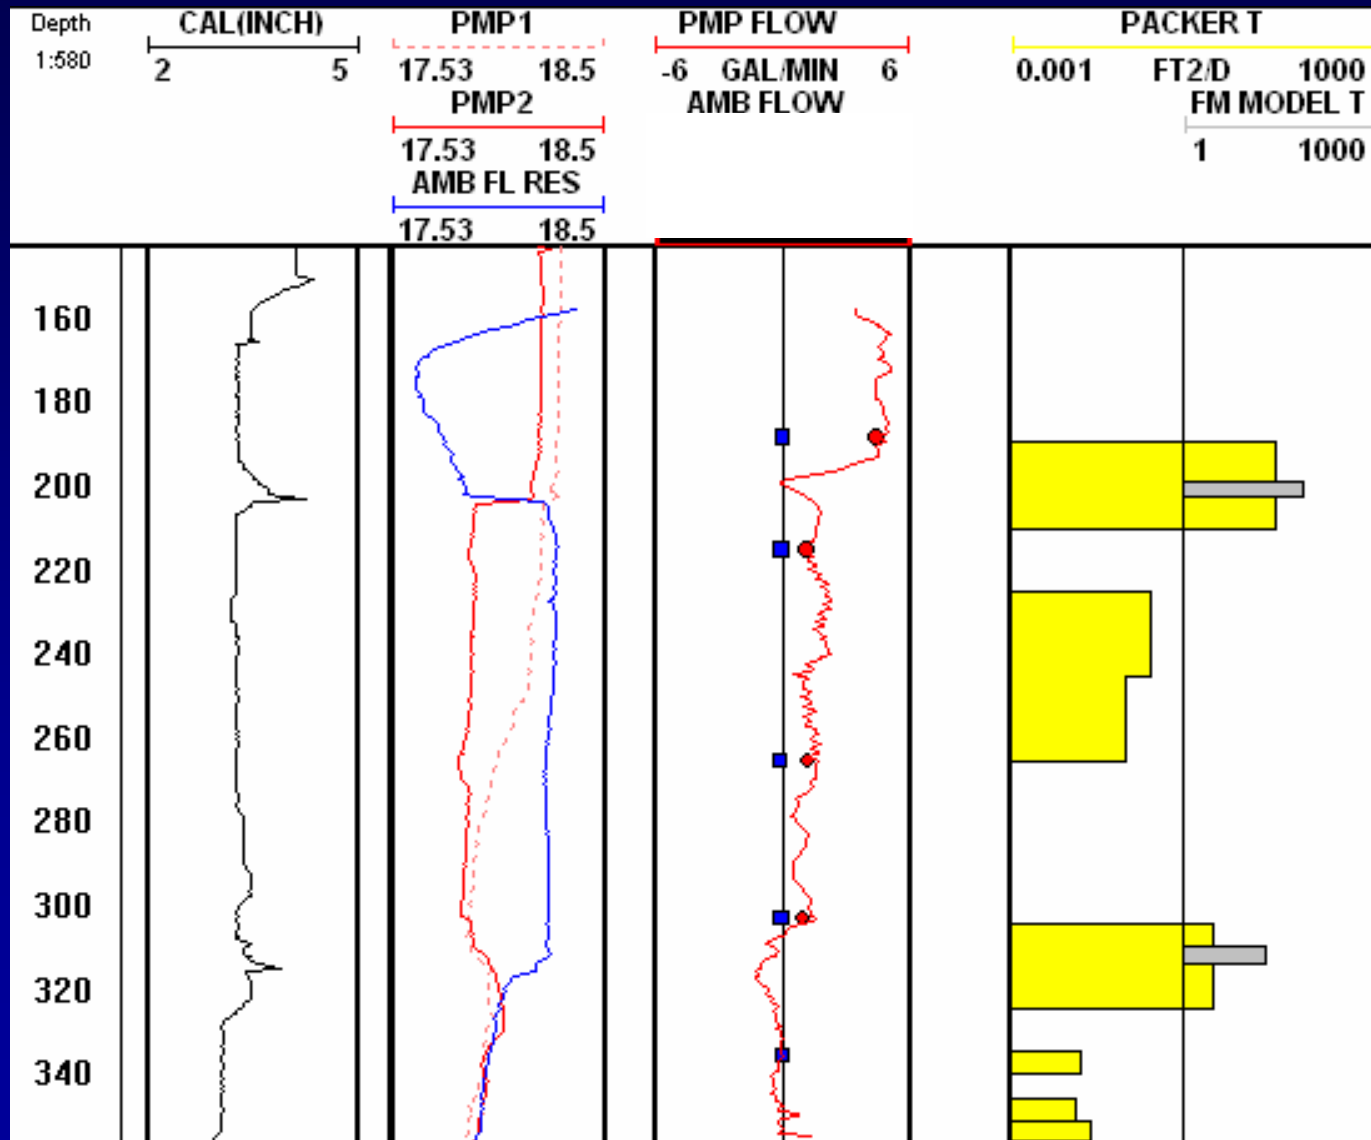 Depth
1:580
CAL(INCH)
2 5
PMP1
17.53 18.5
PMP2
17.53 18.5
AMB FL RES
17.53 18.5
PMP FLOW
-6 GAL/MIN 6
AMB FLOW
PACKER T
0.001 FT2/D 1000
FM MODEL T
1 1000
160
180
200
220
240
260
280
300
320
340